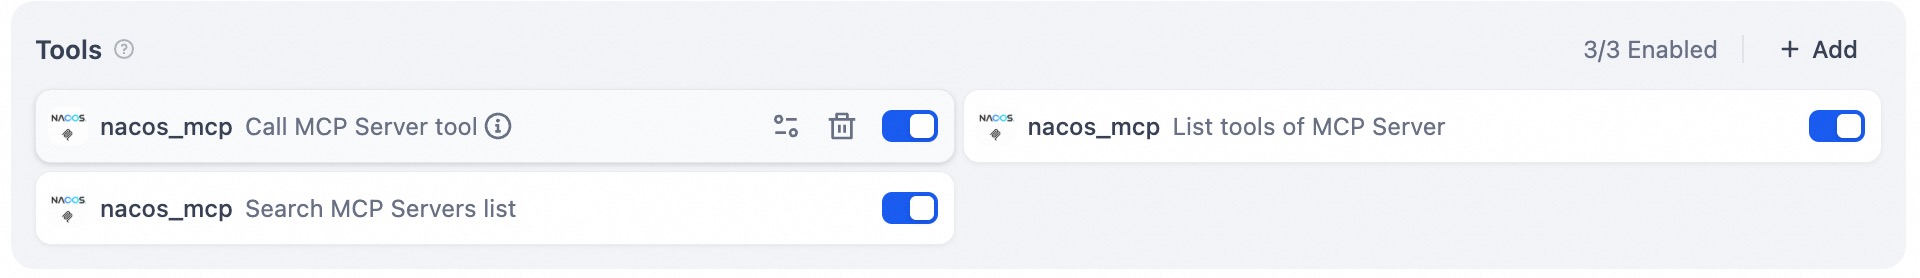 Tools
3/3 Enabled
+ Add
NACOS nacos_mcp Call MCP Server tool
NACOS nacos_mcp List tools of MCP Server
NACOS nacos_mcp Search MCP Servers list